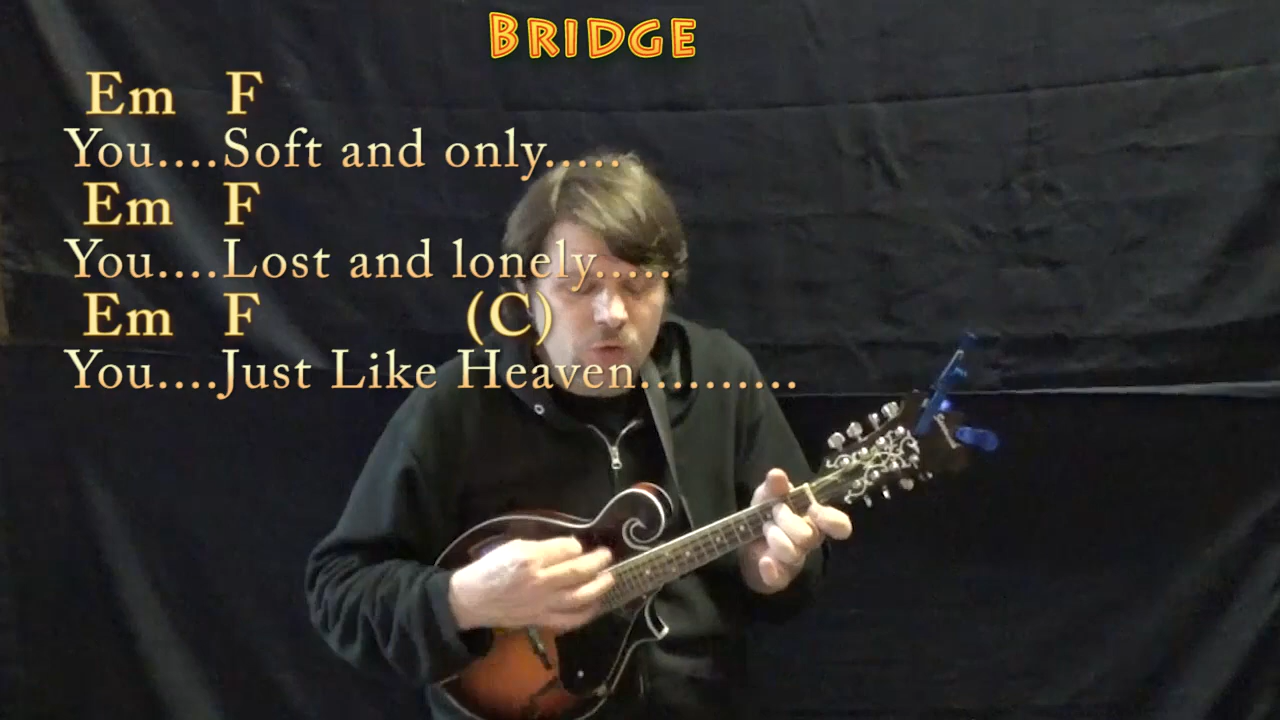 BRIDGE
Em F
You....Soft and only.....
Em F
You....Lost and lonely.....
Em F (C)
You....Just Like Heaven..........